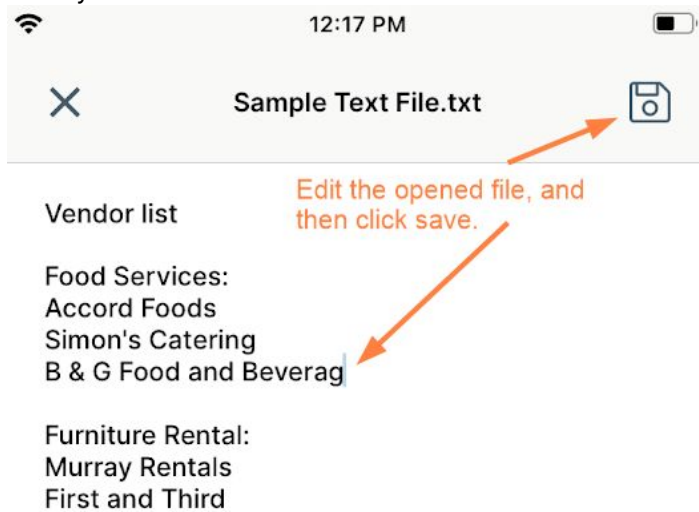 12:17 PM
Sample Text File.txt
Edit the opened file, and
then click save.
Vendor list
Food Services:
Accord Foods
Simon's Catering
B & G Food and Beverag
Furniture Rental:
Murray Rentals
First and Third